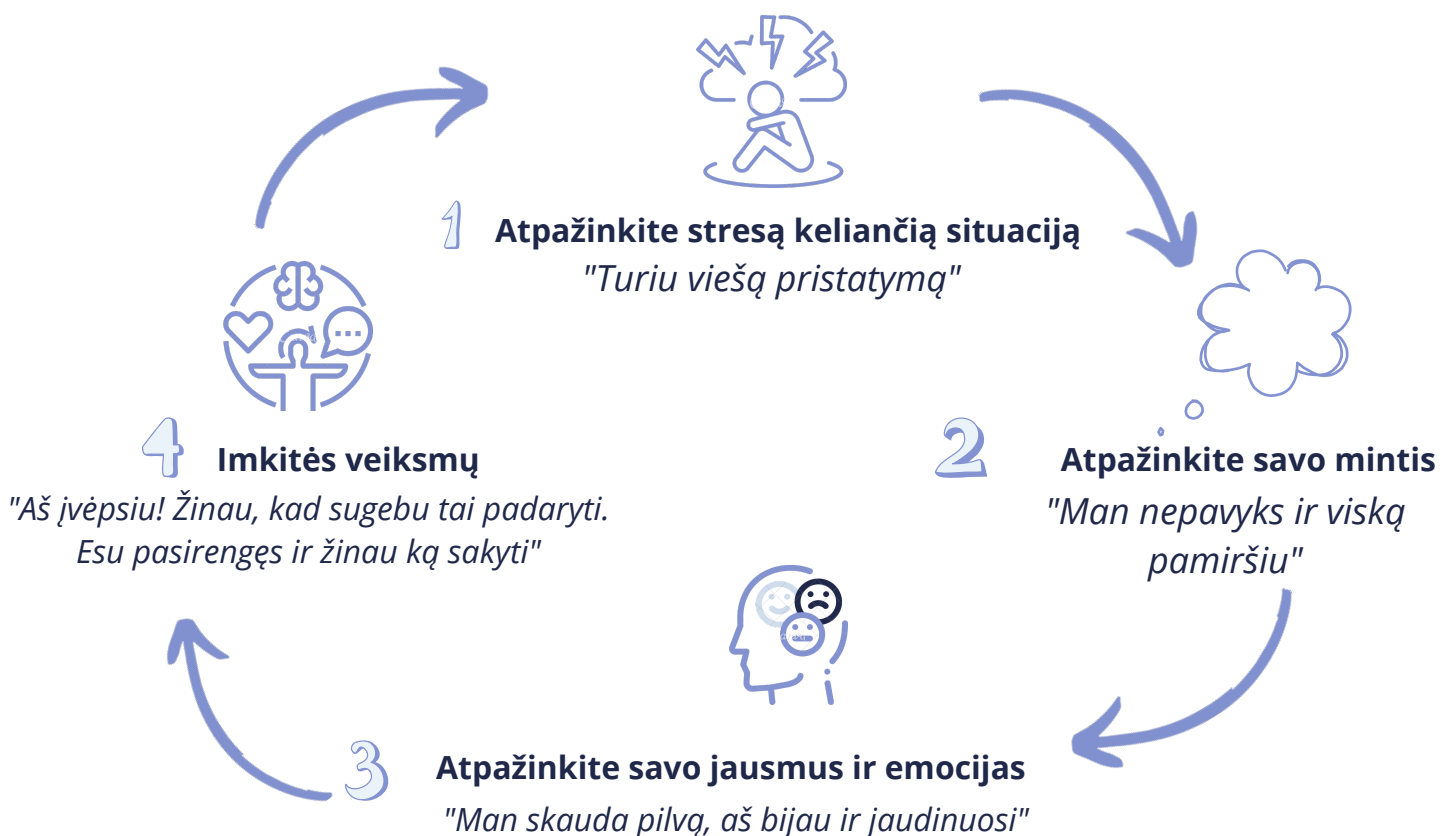 1 Atpažinkite stresą keliančią situaciją
"Turiu viešą pristatymą"
2 Atpažinkite savo mintis
"Man nepavyks ir viską
pamiršiu"
3 Atpažinkite savo jausmus ir emocijas
"Man skauda pilvą, aš bijau ir jaudinuosi"
4 Imkitės veiksmų
"Aš įvėpsiu! Žinau, kad sugebu tai padaryti.
Esu pasirengęs ir žinau ką sakyti"